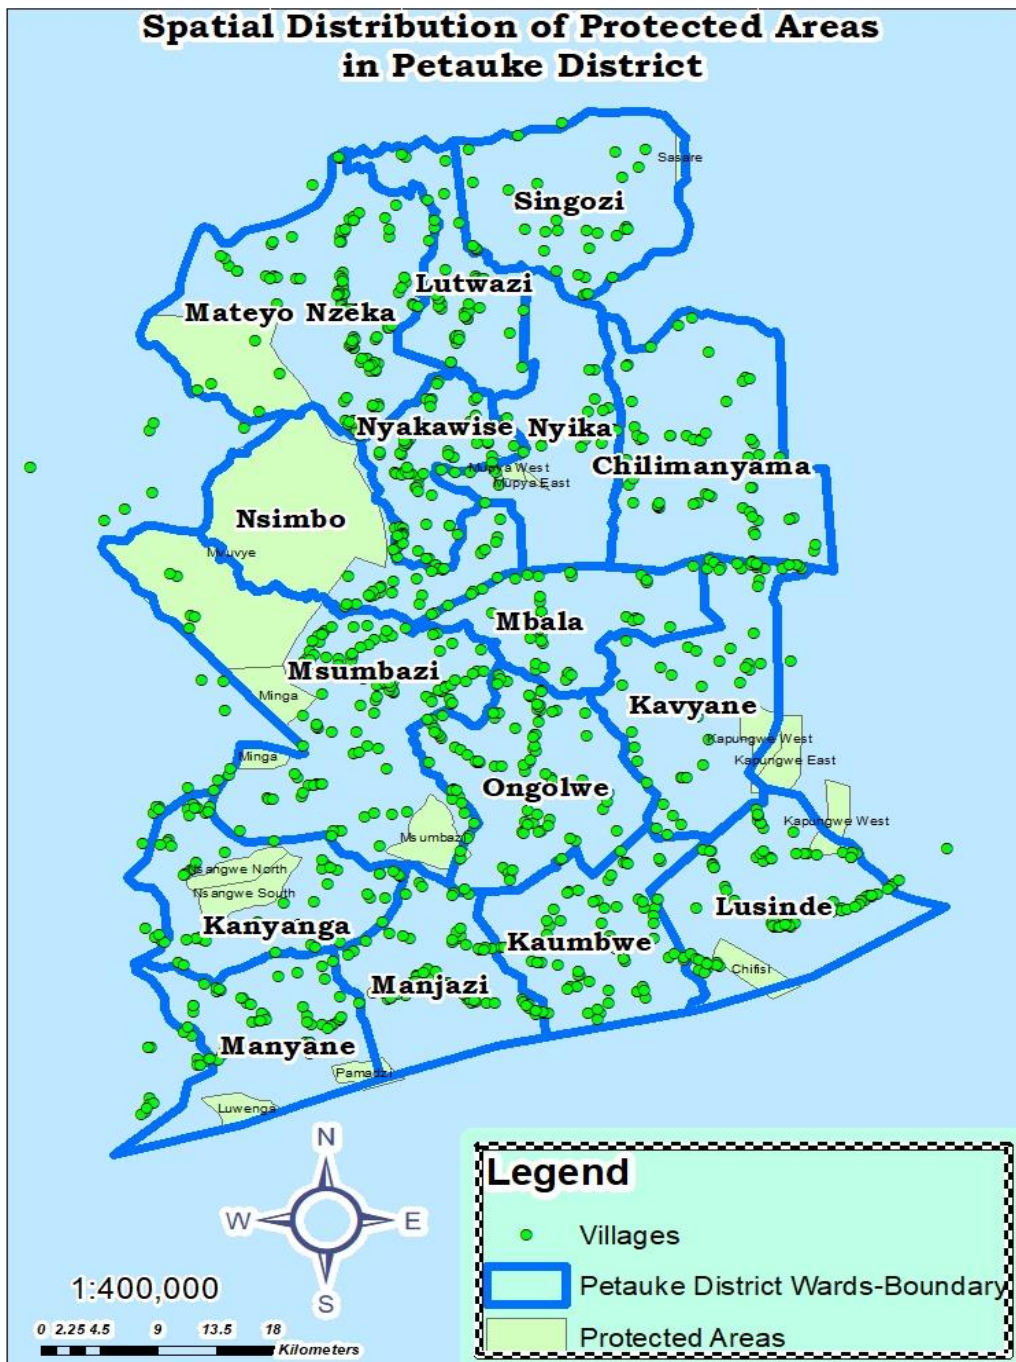 Spatial Distribution of Protected Areas
in Petauke District
Sasare
Singozi
Lutwazi
Mateyo Nzeka
Nyakawise
Nyika
Chilimanyama
Mupya West
Mupya East
Nsimbo
Mvuvye
Mbala
Msumbazi
Minga
Kavyane
Kapungwe West
Kapungwe East
Minga
Ongolwe
Kapungwe West
Msumbazi
Nsangwe North
Nsangwe South
Kanyanga
Lusinde
Kaumbwe
Chifisi
Manjazi
Manyane
Pamadzi
Luwenga
N
W
E
S
1:400,000
0 2.25 4.5 9 13.5 18
Kilometers
Legend
Villages
Petauke District Wards-Boundary
Protected Areas